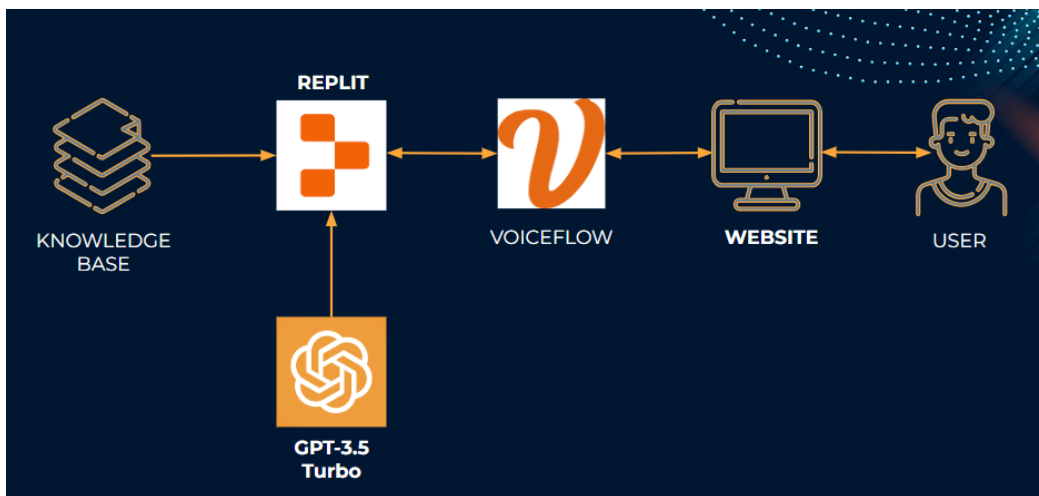 REPLIT
KNOWLEDGE
BASE
VOICEFLOW
WEBSITE
USER
GPT-3.5
Turbo